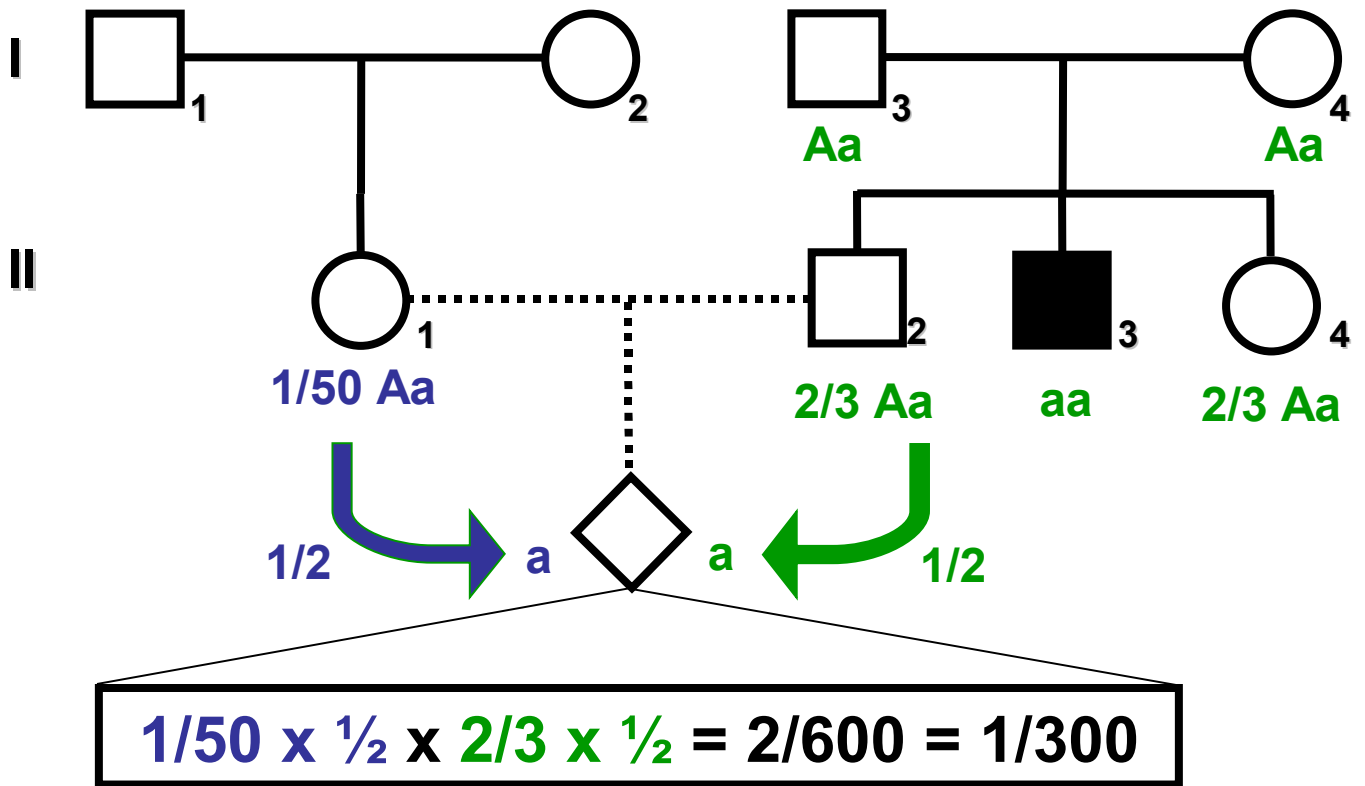 I
1
2
3
4
Aa
Aa
II
1
2
3
4
1/50 Aa
2/3 Aa
aa
2/3 Aa
1/2
a
a
1/2
1/50 x ½ x 2/3 x ½ = 2/600 = 1/300